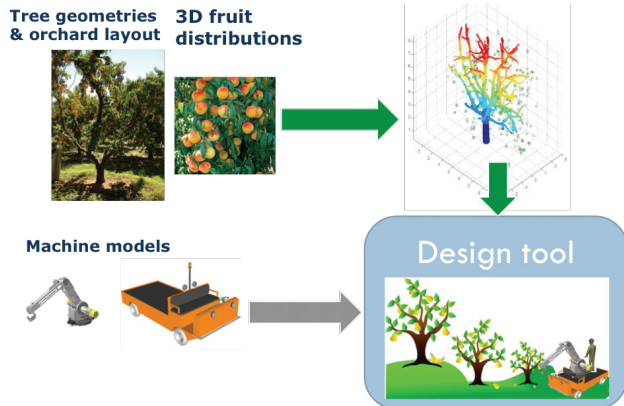 Tree geometries
& orchard layout
3D fruit
distributions
Machine models
Design tool